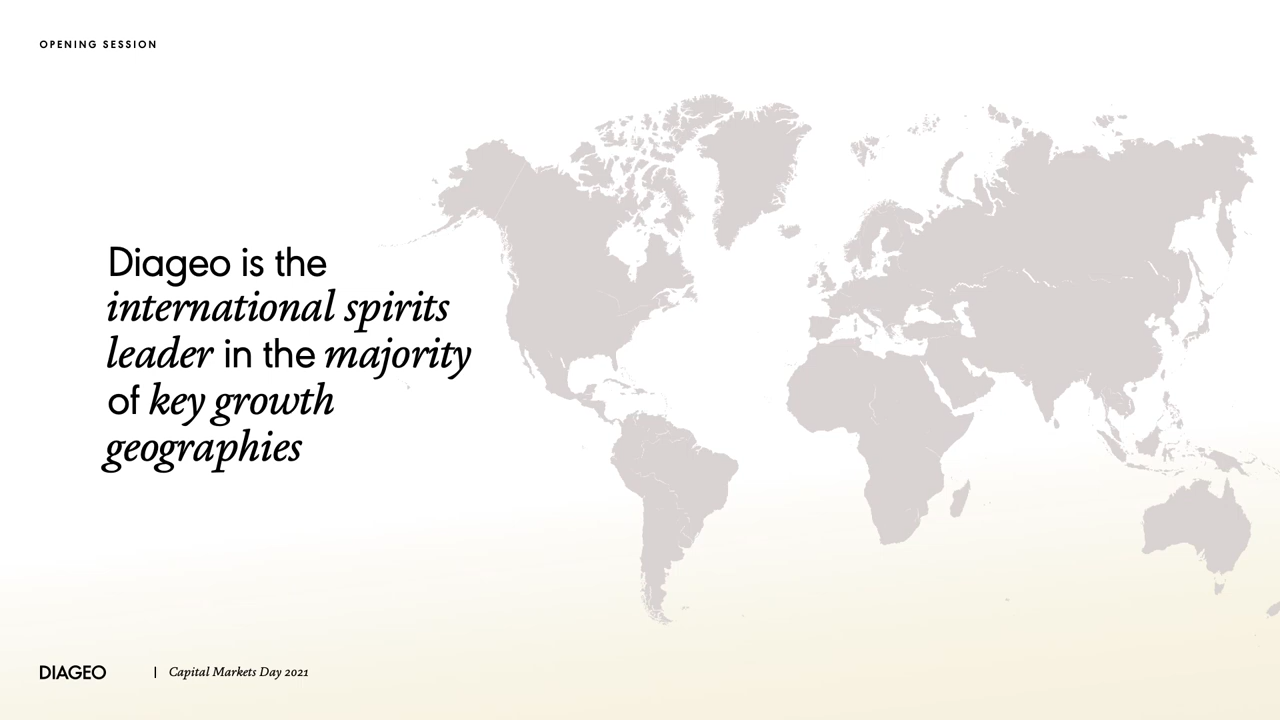 OPENING SESSION
Diageo is the
international spirits
leader in the majority
of key growth
geographies
DIAGEO | Capital Markets Day 2021